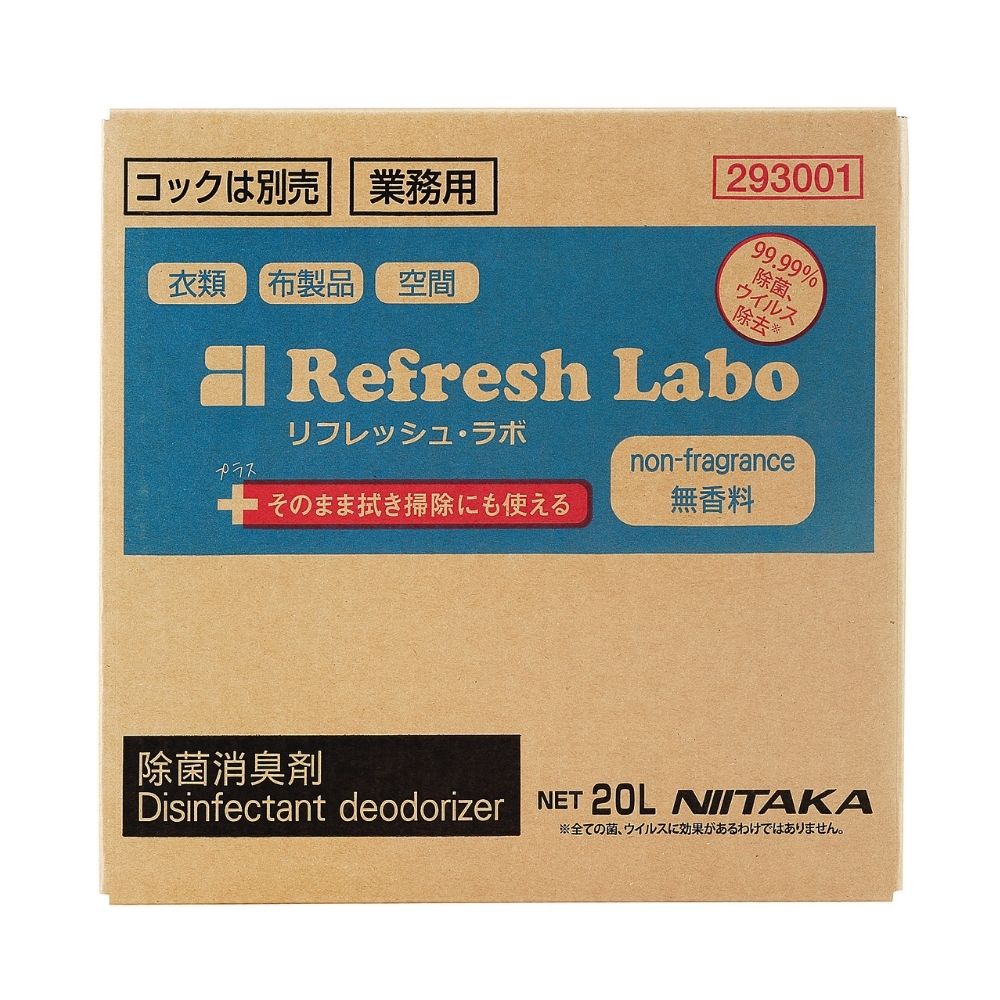 コックは別売 業務用 293001
衣類 布製品 空間
99.99%
除菌、
ウイルス
除去※
Refresh Labo
リフレッシュ・ラボ
non-fragrance
無香料
プラス
+ そのまま拭き掃除にも使える
除菌消臭剤
Disinfectant deodorizer
NET 20L NIITAKA
※全ての菌、ウイルスに効果があるわけではありません。